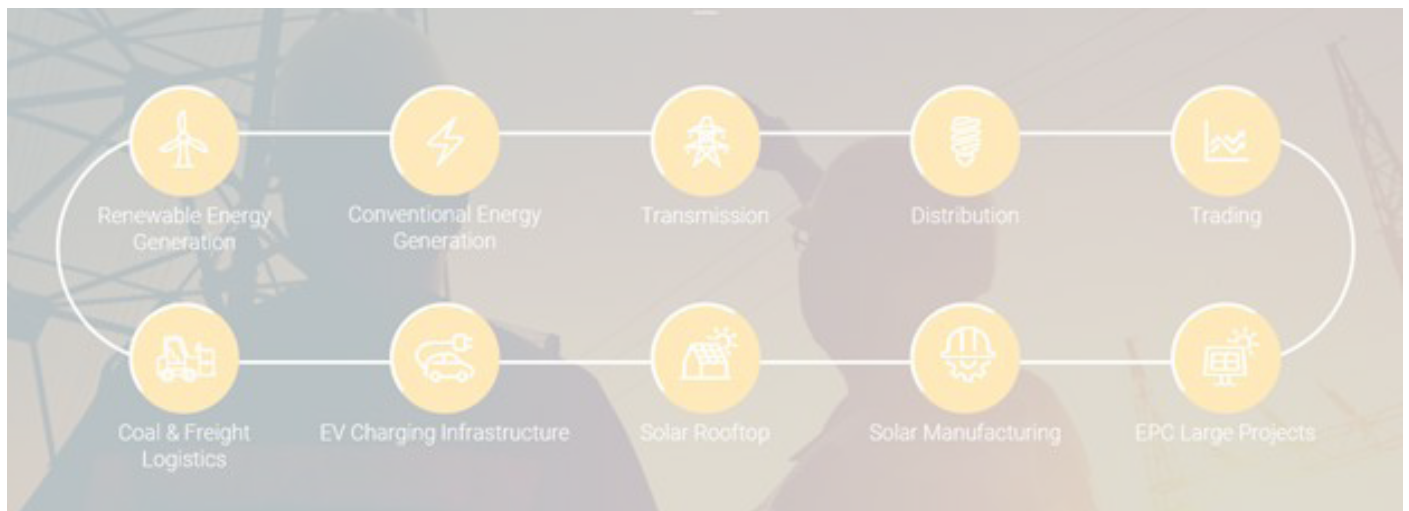 Renewable Energy
Generation
Conventional Energy
Generation
Transmission
Distribution
Trading
Coal & Freight
Logistics
EV Charging Infrastructure
Solar Rooftop
Solar Manufacturing
EPC Large Projects